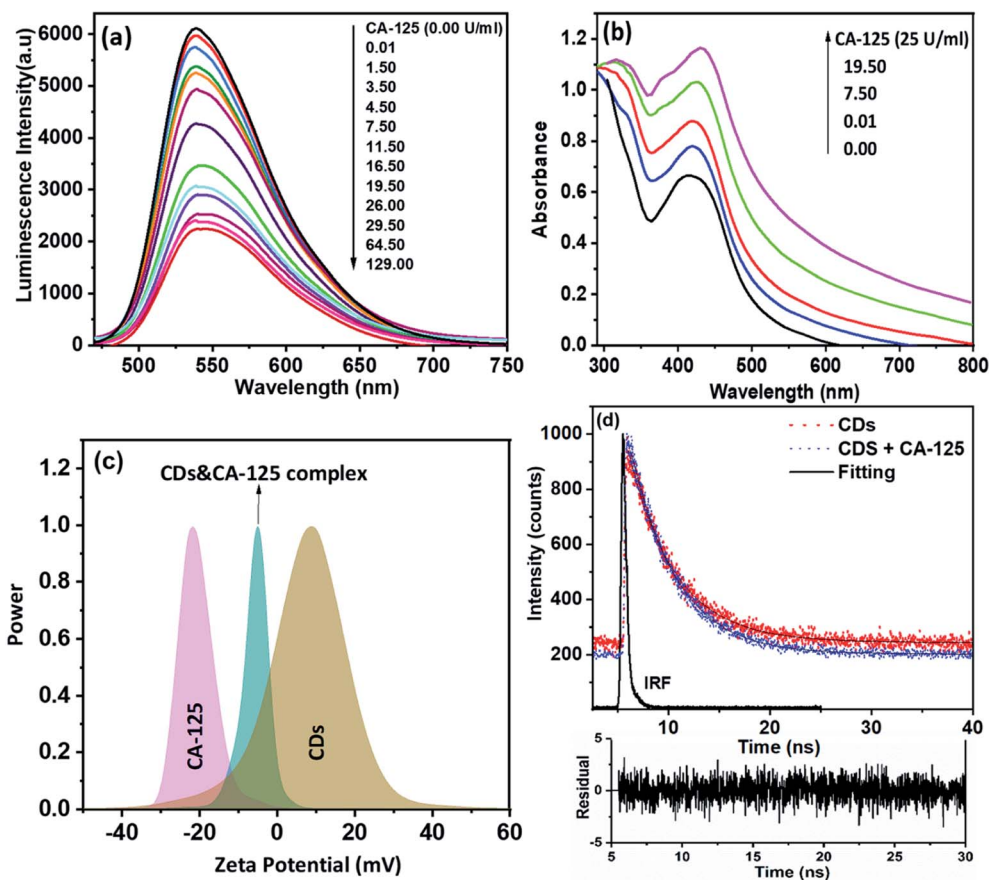 (a)
CA-125 (0.00 U/ml)
0.01
1.50
3.50
4.50
7.50
11.50
16.50
19.50
26.00
29.50
64.50
129.00
6000
5000
4000
3000
2000
1000
0
Luminescence Intensity(a.u)
500 550 600 650 700 750
Wavelength (nm)
(b)
CA-125 (25 U/ml)
19.50
7.50
0.01
0.00
1.2
1.0
0.8
0.6
0.4
0.2
0.0
Absorbance
300 400 500 600 700 800
Wavelength (nm)
(c)
CDs&CA-125 complex
CA-125
CDs
1.2
1.0
0.8
0.6
0.4
0.2
0.0
Power
-40 -20 0 20 40 60
Zeta Potential (mV)
(d)
CDs
CDS + CA-125
Fitting
IRF
1000
800
600
400
200
Intensity (counts)
10 20 30 40
Time (ns)
5
0
-5
Residual
5 10 15 20 25 30
Time (ns)